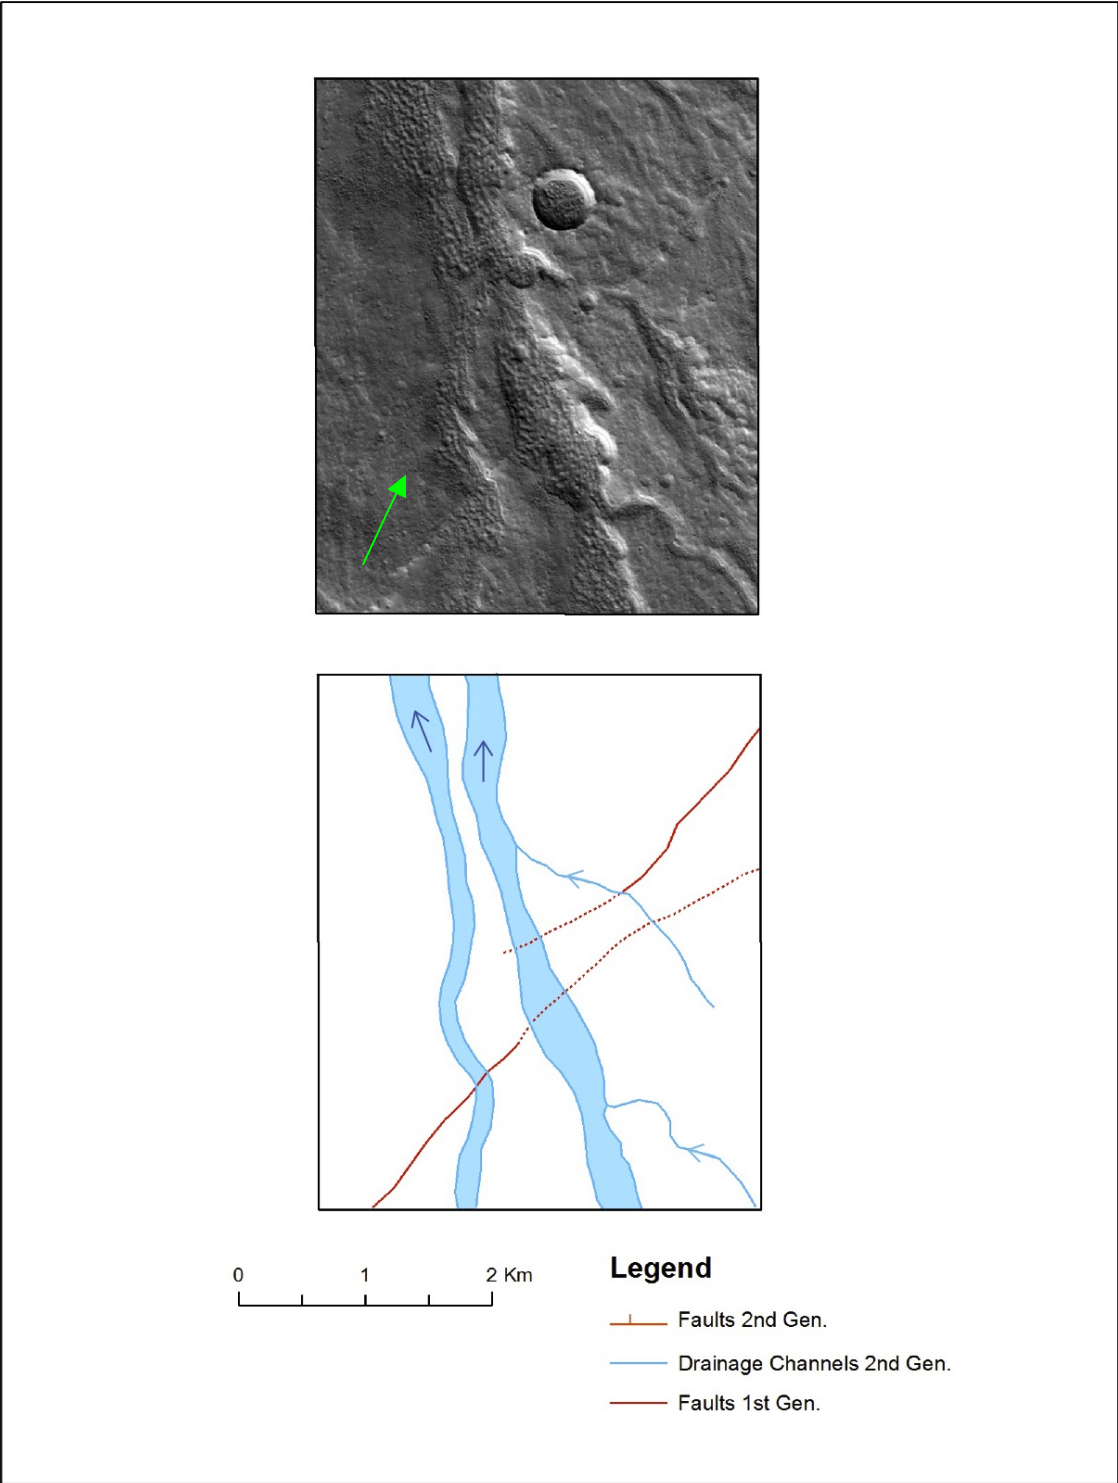 0 1 2 Km
Legend
Faults 2nd Gen.
Drainage Channels 2nd Gen.
Faults 1st Gen.